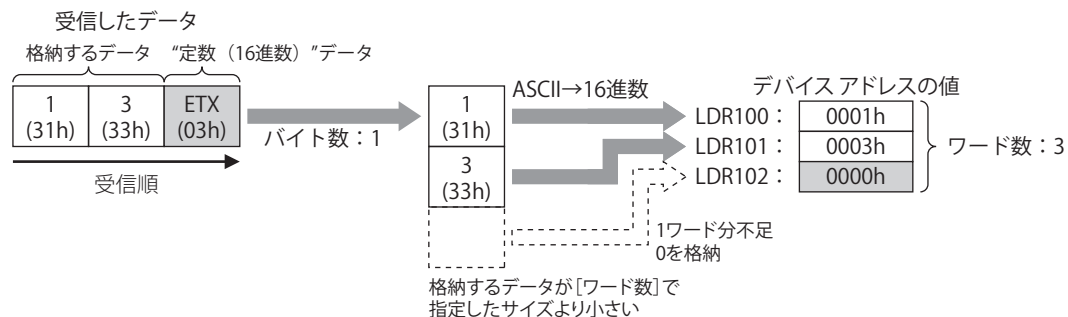 受信したデータ
格納するデータ “定数（16進数）”データ
1 3 ETX
(31h) (33h) (03h)
受信順
バイト数：1
1
(31h)
3
(33h)
ASCII→16進数
デバイス アドレスの値
LDR100： 0001h
LDR101： 0003h
LDR102： 0000h
ワード数：3
1ワード分不足
0を格納
格納するデータが［ワード数］で
指定したサイズより小さい